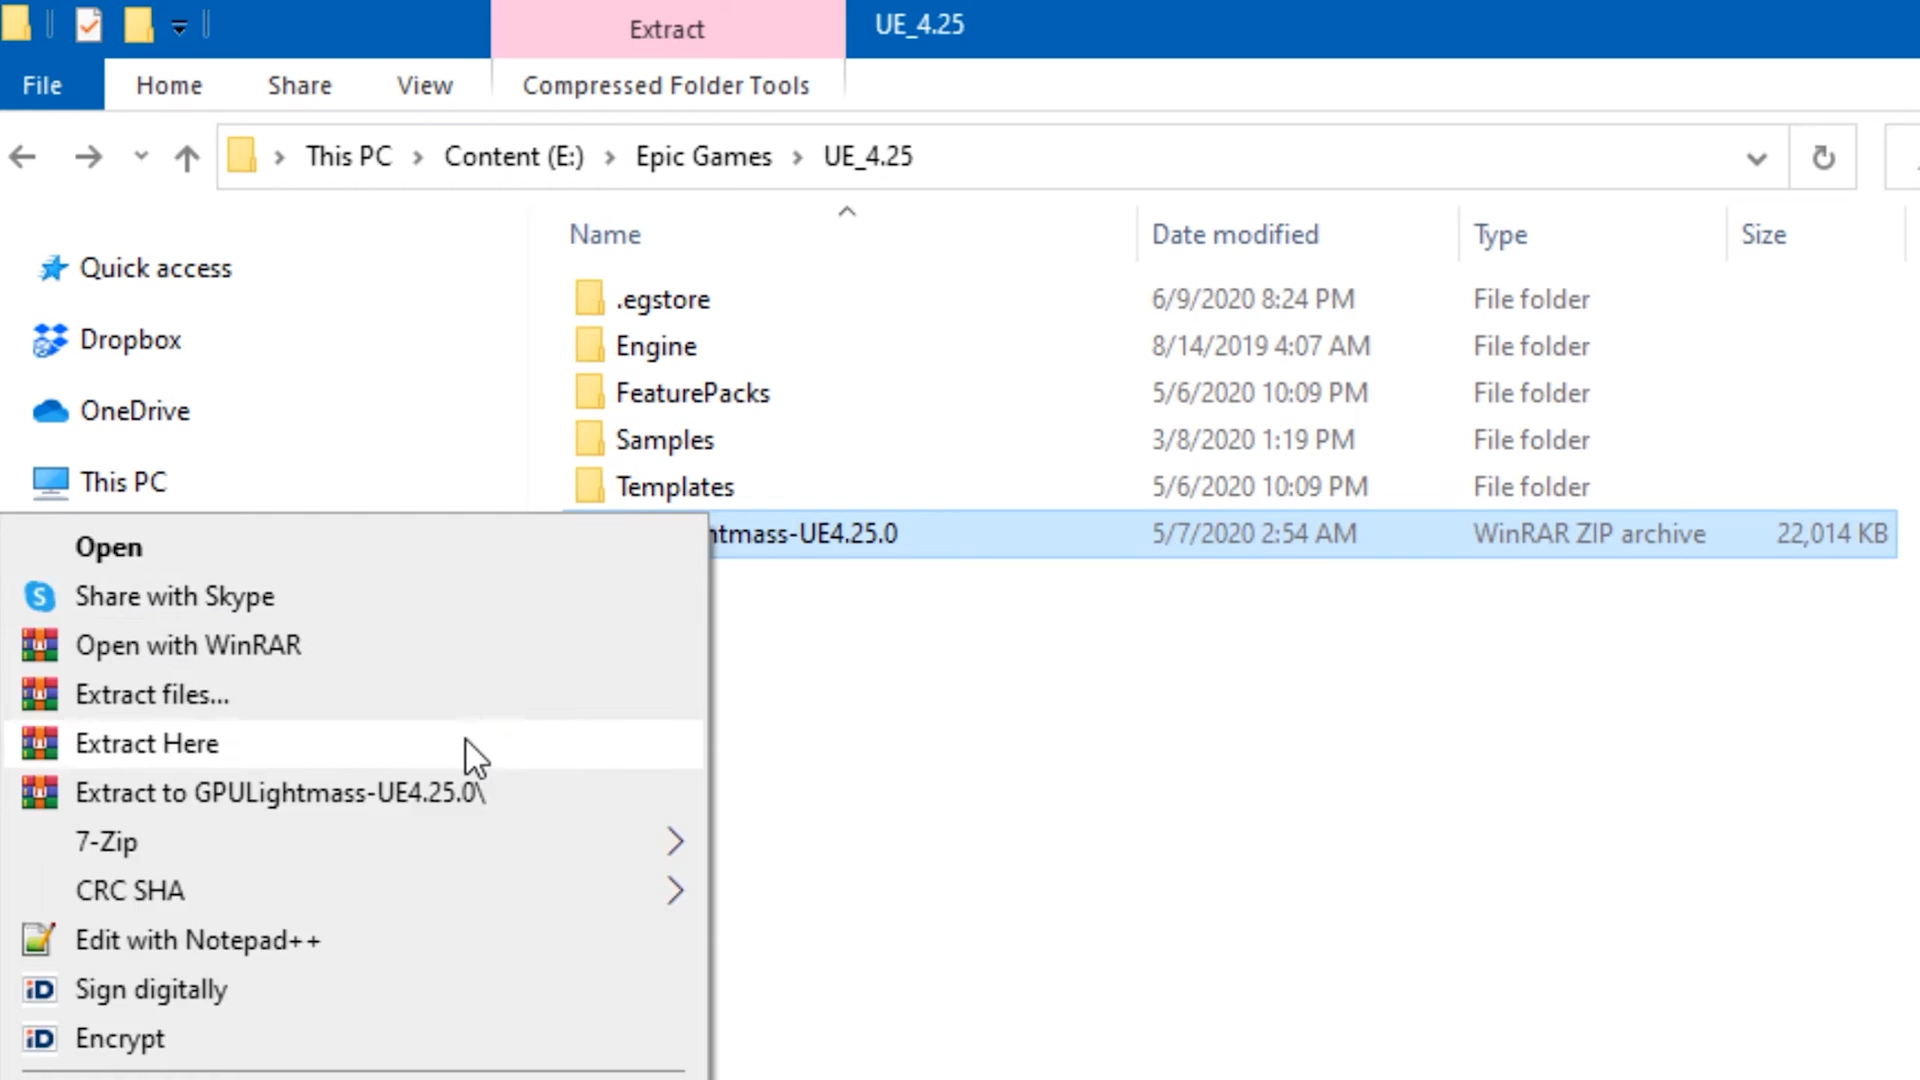 Extract
UE_4.25
File
Home
Share
View
Compressed Folder Tools
This PC
Content (E:)
Epic Games
UE_4.25
Name
Date modified
Type
Size
Quick access
Dropbox
OneDrive
This PC
.egstore 6/9/2020 8:24 PM File folder
Engine 8/14/2019 4:07 AM File folder
FeaturePacks 5/6/2020 10:09 PM File folder
Samples 3/8/2020 1:19 PM File folder
Templates 5/6/2020 10:09 PM File folder
htmass-UE4.25.0 5/7/2020 2:54 AM WinRAR ZIP archive 22,014 KB
Open
Share with Skype
Open with WinRAR
Extract files...
Extract Here
Extract to GPULightmass-UE4.25.0\
7-Zip
CRC SHA
Edit with Notepad++
Sign digitally
Encrypt